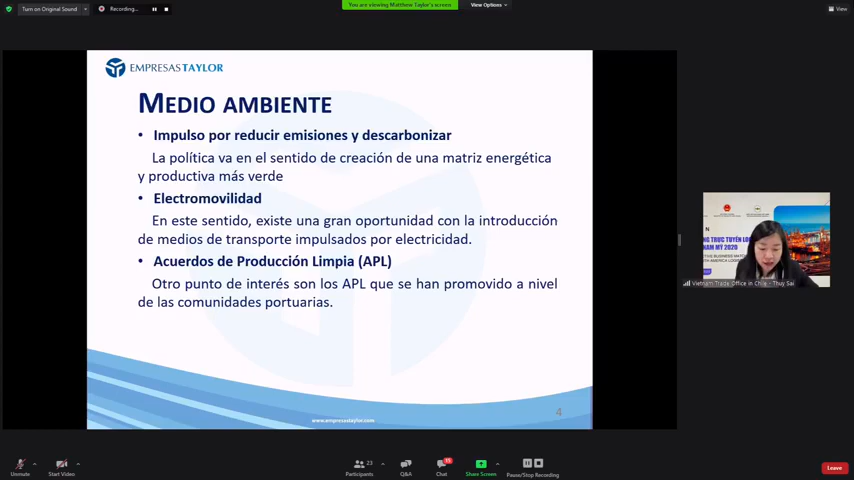 Turn on Original Sound
Recording...
You are viewing Matthew Taylor's screen
View Options
View
EMPRESAS TAYLOR
MEDIO AMBIENTE
• Impulso por reducir emisiones y descarbonizar
La política va en el sentido de creación de una matriz energética
y productiva más verde
• Electromovilidad
En este sentido, existe una gran oportunidad con la introducción
de medios de transporte impulsados por electricidad.
• Acuerdos de Producción Limpia (APL)
Otro punto de interés son los APL que se han promovido a nivel
de las comunidades portuarias.
4
www.empresastaylor.com
NAM MỸ 2020
Vietnam Trade Office in Chile - Thuy Sai
Unmute
Start Video
Participants
23
Q&A
Chat
Share Screen
Pause/Stop Recording
Leave